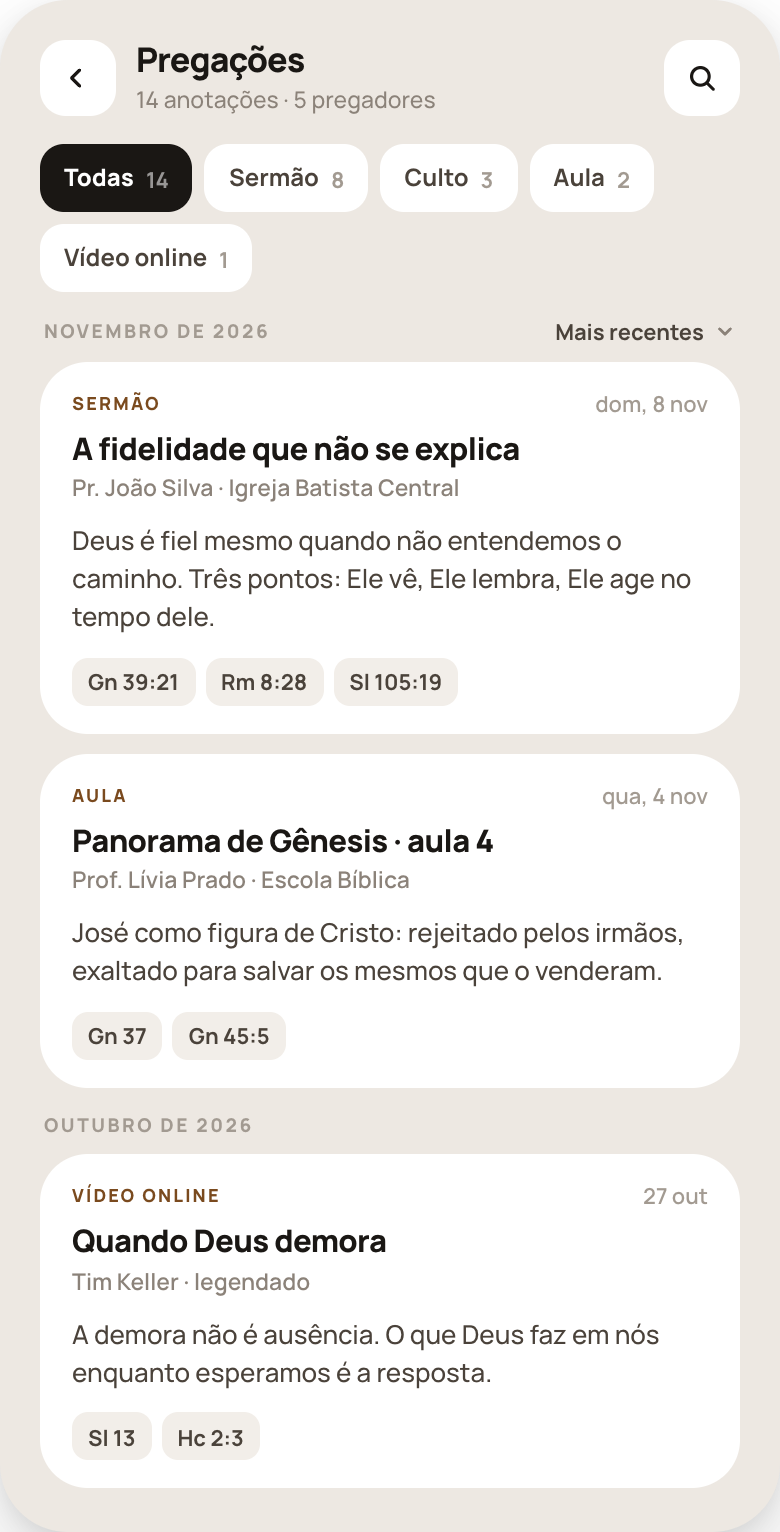 Pregações
14 anotações · 5 pregadores
Todas 14
Sermão 8
Culto 3
Aula 2
Vídeo online 1
NOVEMBRO DE 2026
Mais recentes
SERMÃO
dom, 8 nov
A fidelidade que não se explica
Pr. João Silva · Igreja Batista Central
Deus é fiel mesmo quando não entendemos o
caminho. Três pontos: Ele vê, Ele lembra, Ele age no
tempo dele.
Gn 39:21
Rm 8:28
Sl 105:19
AULA
qua, 4 nov
Panorama de Gênesis · aula 4
Prof. Lívia Prado · Escola Bíblica
José como figura de Cristo: rejeitado pelos irmãos,
exaltado para salvar os mesmos que o venderam.
Gn 37
Gn 45:5
OUTUBRO DE 2026
VÍDEO ONLINE
27 out
Quando Deus demora
Tim Keller · legendado
A demora não é ausência. O que Deus faz em nós
enquanto esperamos é a resposta.
Sl 13
Hc 2:3